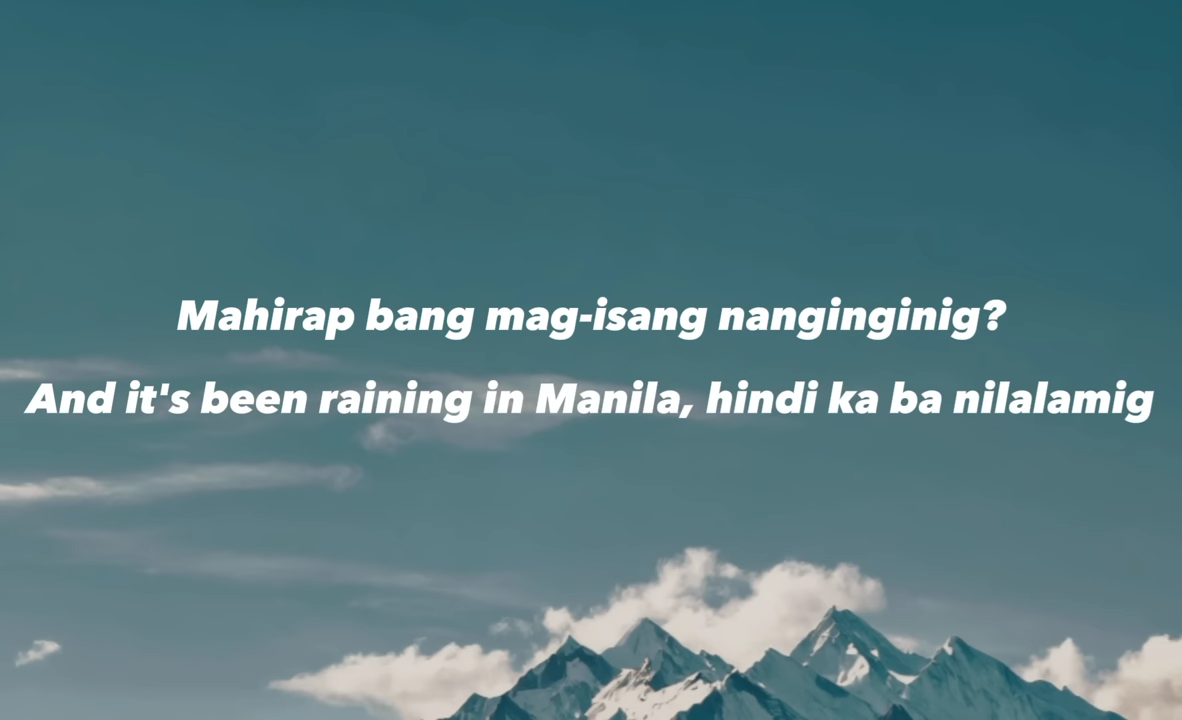 Mahirap bang mag-isang nanginginig?
And it's been raining in Manila, hindi ka ba nilalamig